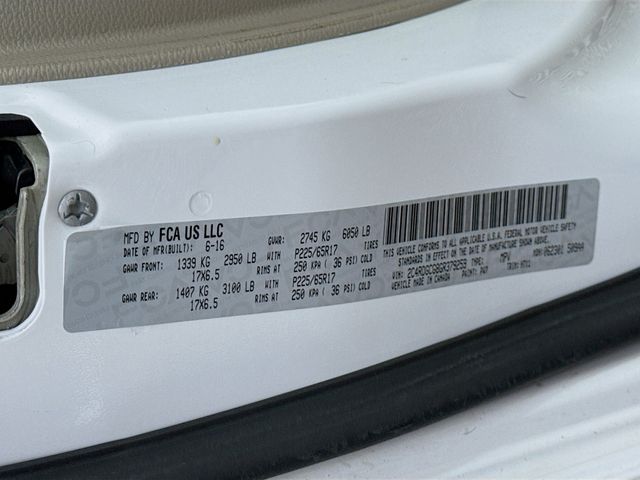 MFD BY FCA US LLC
DATE OF MFR(BUILT): 6-16 GVWR: 2745 KG 6050 LB
GAWR FRONT: 1339 KG 2950 LB WITH P225/65R17
17X6.5 RIMS AT 250 KPA ( 36 PSI) COLD
GAWR REAR: 1407 KG 3100 LB WITH P225/65R17
17X6.5 RIMS AT 250 KPA ( 36 PSI) COLD
THIS VEHICLE CONFORMS TO ALL APPLICABLE U.S.A. FEDERAL MOTOR VEHICLE SAFETY
STANDARDS IN EFFECT ON THE DATE OF MANUFACTURE SHOWN ABOVE.
VIN: TYPE: MPV
VEHICLE MADE IN CANADA PAINT: PW7